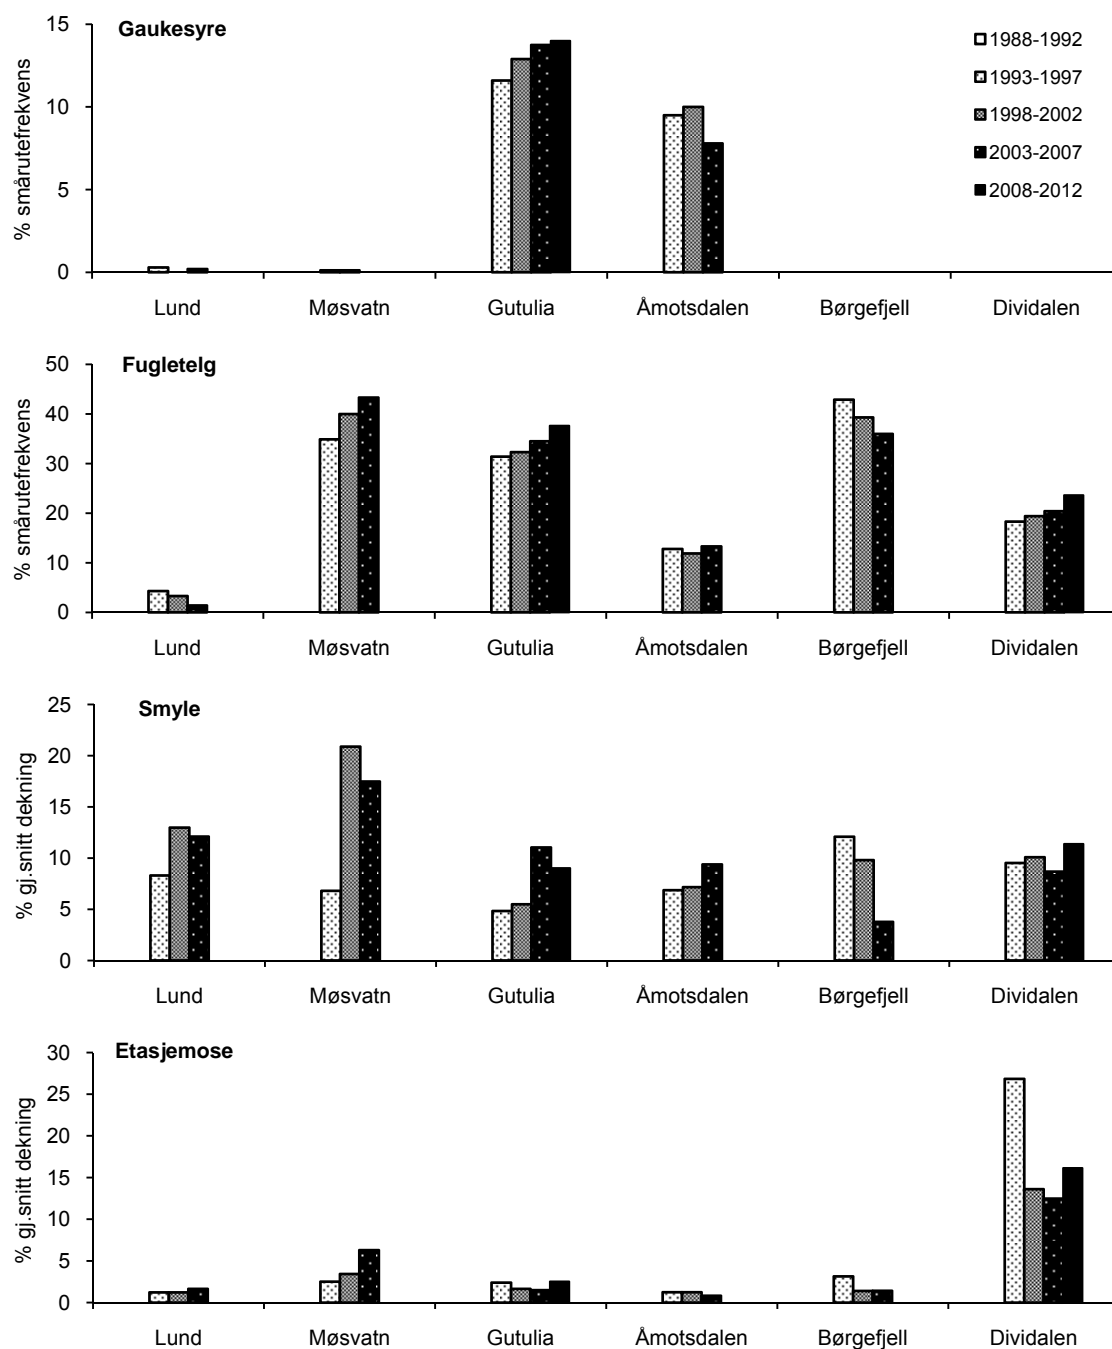 Gaukesyre
% smårutefrekvens
15
10
5
0
1988-1992
1993-1997
1998-2002
2003-2007
2008-2012
Lund Møsvatn Gutulia Åmotsdalen Børgefjell Dividalen
Fugletelg
% smårutefrekvens
50
40
30
20
10
0
Lund Møsvatn Gutulia Åmotsdalen Børgefjell Dividalen
Smyle
% gj.snitt dekning
25
20
15
10
5
0
Lund Møsvatn Gutulia Åmotsdalen Børgefjell Dividalen
Etasjemose
% gj.snitt dekning
30
25
20
15
10
5
0
Lund Møsvatn Gutulia Åmotsdalen Børgefjell Dividalen